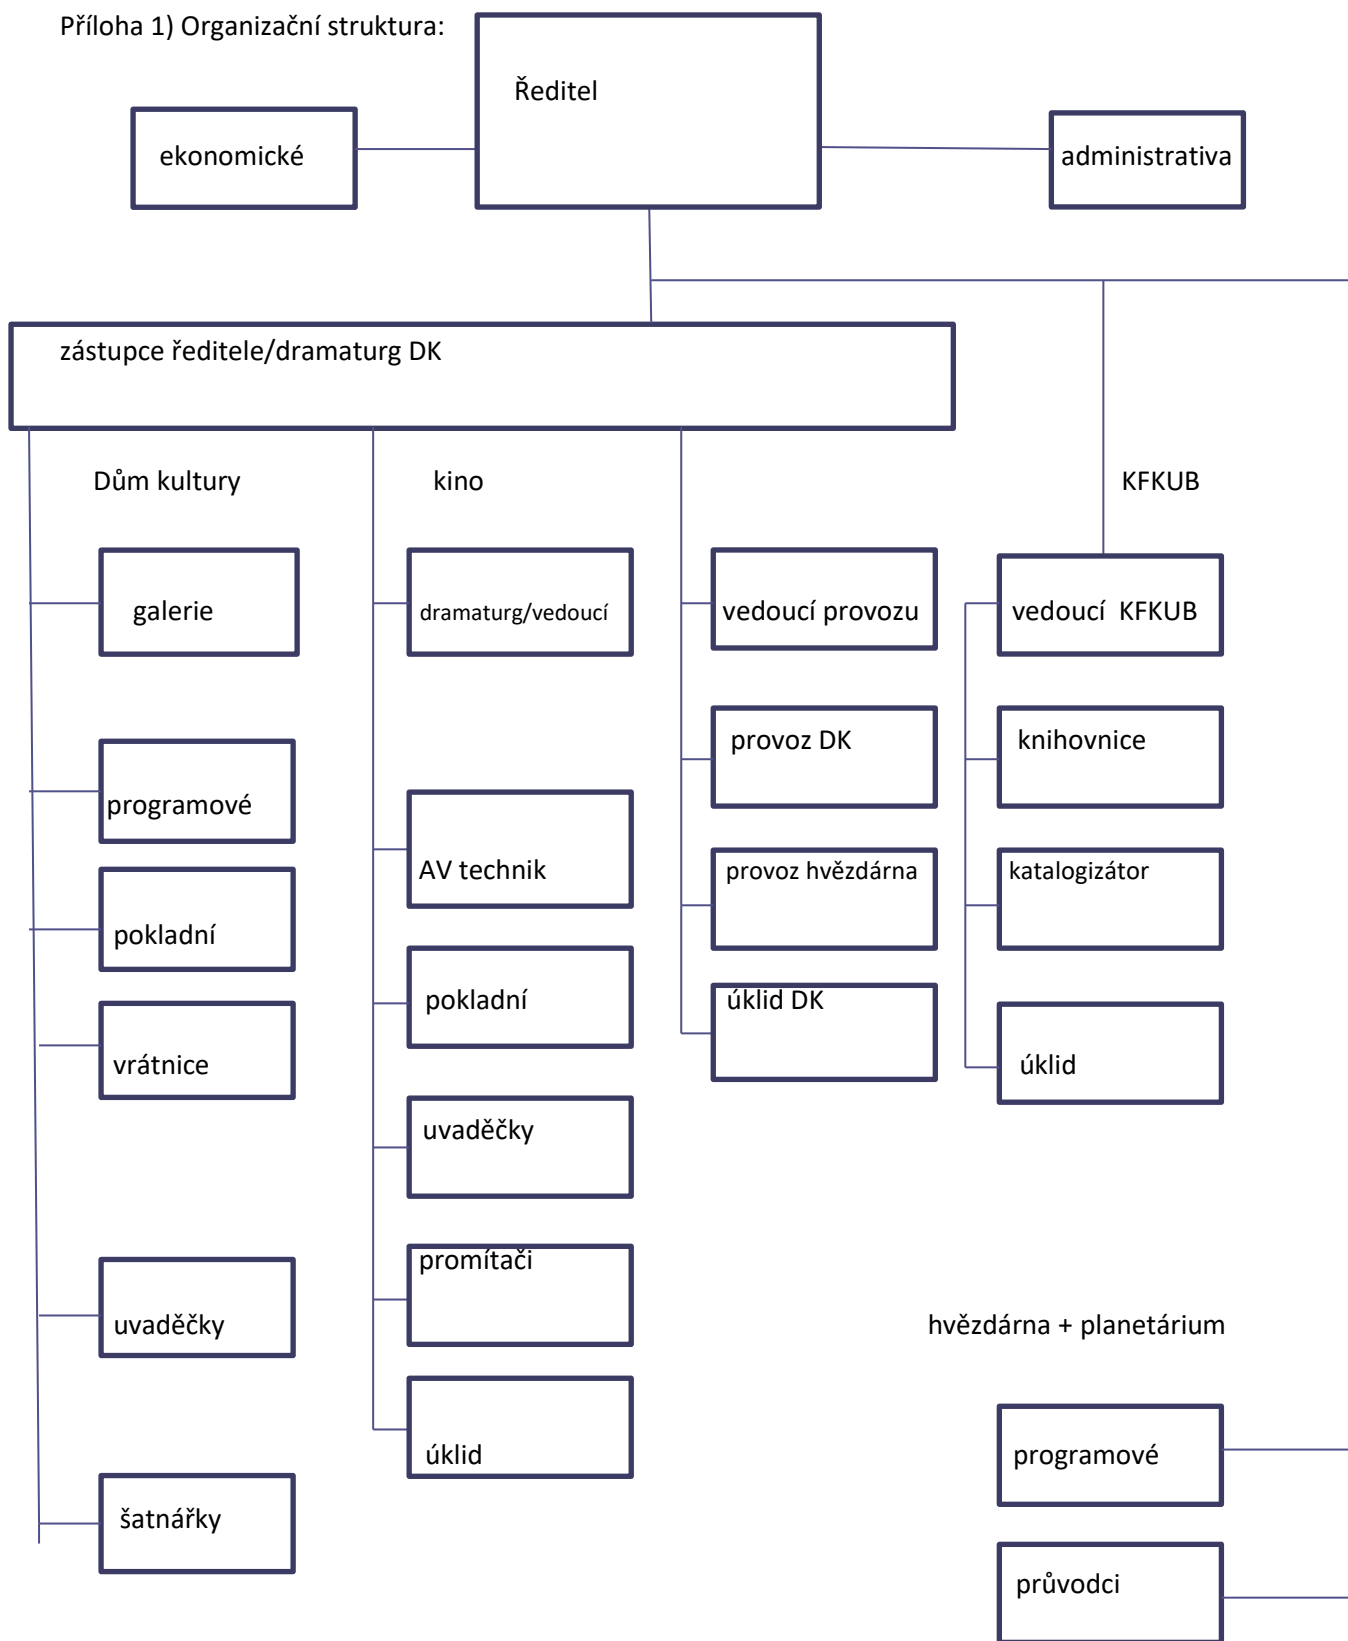 Příloha 1) Organizační struktura:
Ředitel
ekonomické
administrativa
zástupce ředitele/dramaturg DK
Dům kultury
kino
KFKUB
galerie
dramaturg/vedoucí
vedoucí provozu
vedoucí  KFKUB
programové
provoz DK
knihovnice
AV technik
provoz hvězdárna
katalogizátor
pokladní
pokladní
úklid DK
vrátnice
úklid
uvaděčky
promítači
uvaděčky
hvězdárna + planetárium
úklid
programové
šatnářky
průvodci